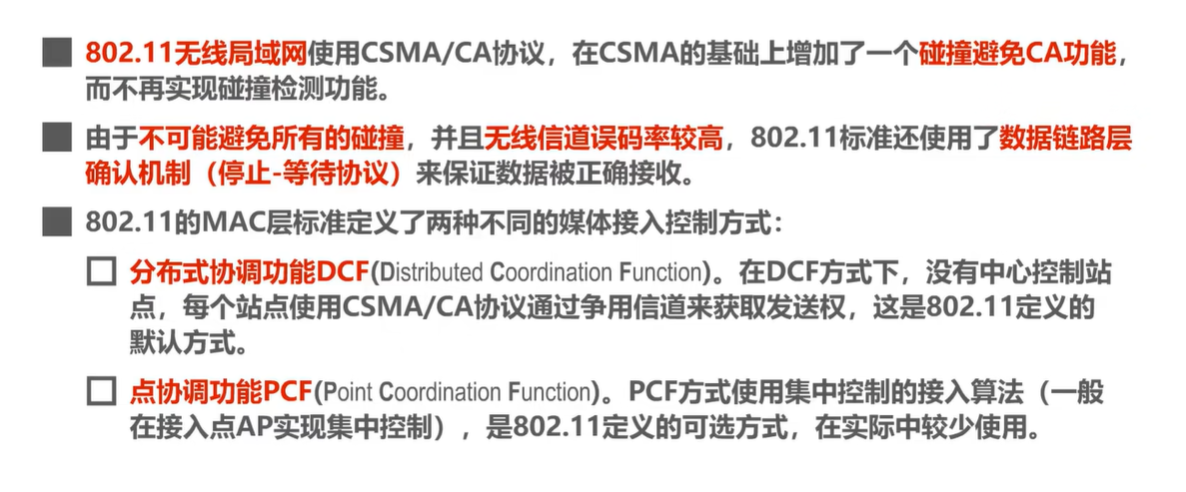 802.11无线局域网使用CSMA/CA协议，在CSMA的基础上增加了一个碰撞避免CA功能，
而不再实现碰撞检测功能。
由于不可能避免所有的碰撞，并且无线信道误码率较高，802.11标准还使用了数据链路层
确认机制（停止-等待协议）来保证数据被正确接收。
802.11的MAC层标准定义了两种不同的媒体接入控制方式：
分布式协调功能DCF(Distributed Coordination Function)。在DCF方式下，没有中心控制站
点，每个站点使用CSMA/CA协议通过争用信道来获取发送权，这是802.11定义的
默认方式。
点协调功能PCF(Point Coordination Function)。PCF方式使用集中控制的接入算法（一般
在接入点AP实现集中控制），是802.11定义的可选方式，在实际中较少使用。